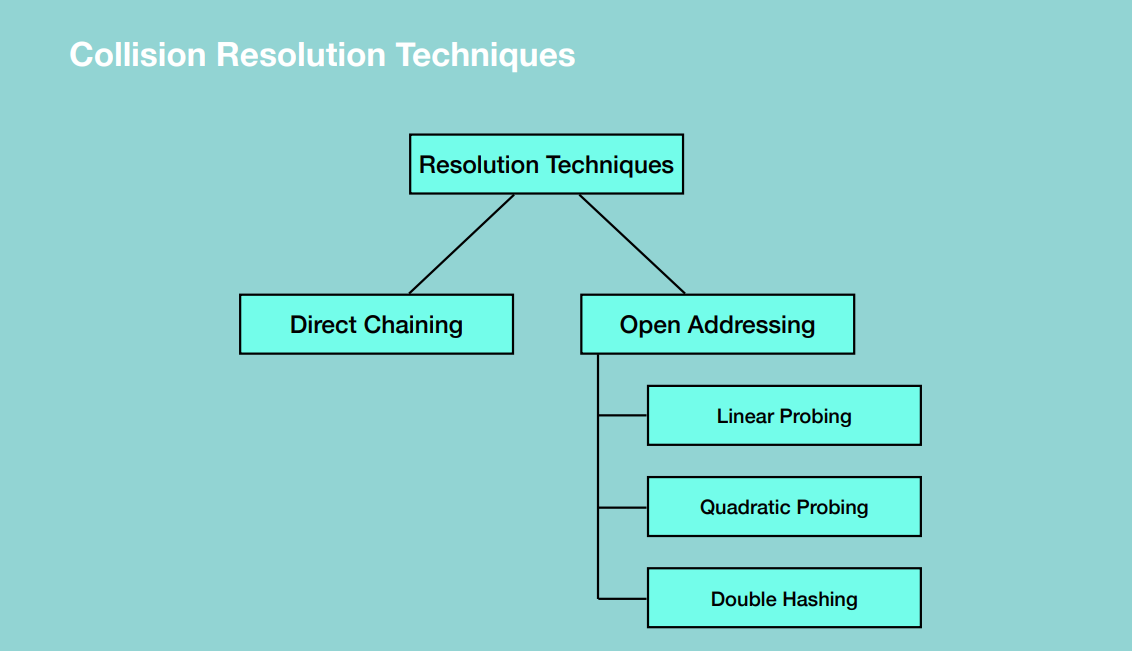 Collision Resolution Techniques
Resolution Techniques
Direct Chaining
Open Addressing
Linear Probing
Quadratic Probing
Double Hashing